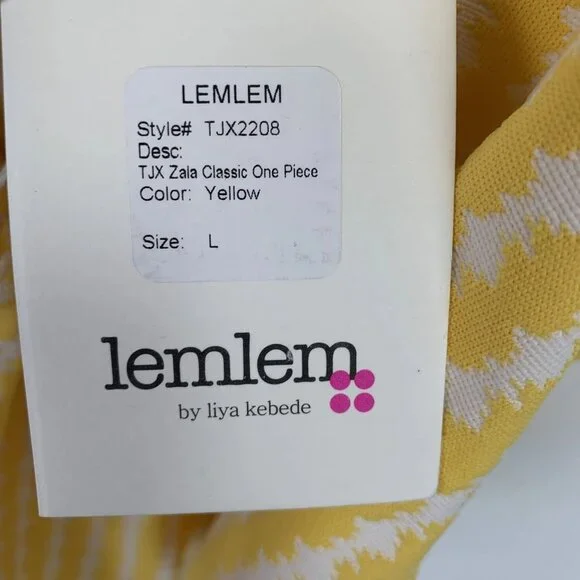 LEMLEM
Style# TJX2208
Desc:
TJX Zala Classic One Piece
Color: Yellow
Size: L
lemlem
by liya kebede